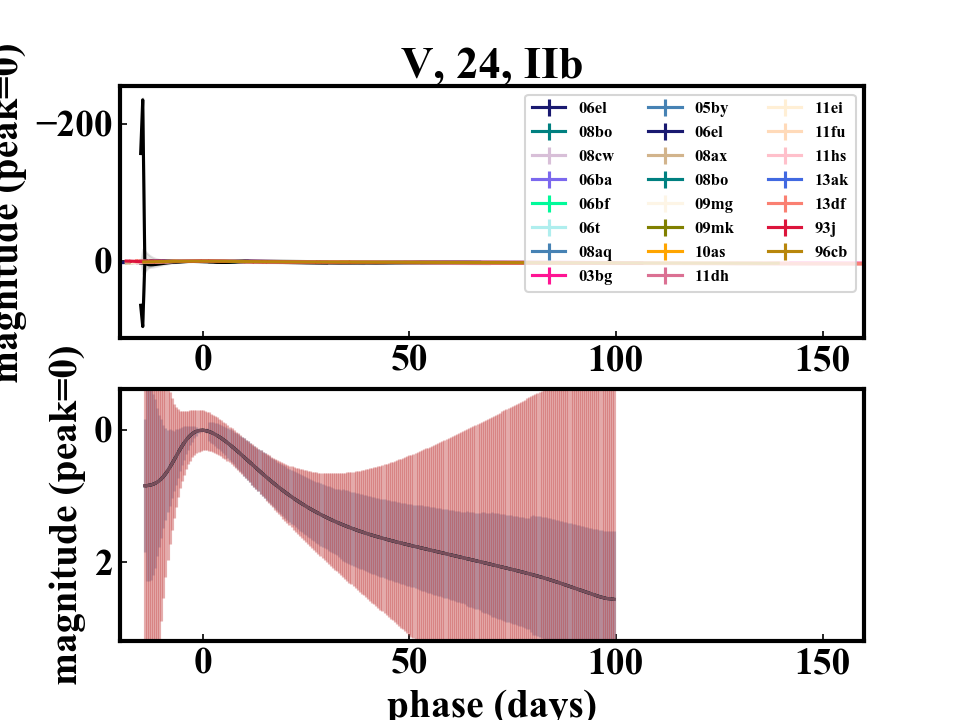 V, 24, IIb
magnitude (peak=0)
−200
0
06el 05by 11ei
08bo 06el 11fu
08cw 08ax 11hs
06ba 08bo 13ak
06bf 09mg 13df
06t 09mk 93j
08aq 10as 96cb
03bg 11dh
0 50 100 150
magnitude (peak=0)
0
2
0 50 100 150
phase (days)